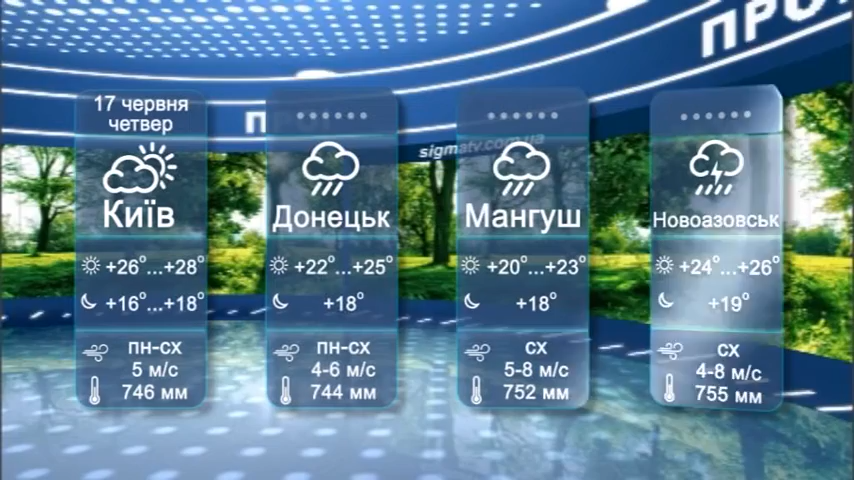 ПРО
17 червня
четвер
sigmatv.com.ua
Київ
Донецьк
Мангуш
Новоазовськ
+26°...+28°
+22°...+25°
+20°...+23°
+24°...+26°
+16°...+18°
+18°
+18°
+19°
ПН-СХ
ПН-СХ
СХ
СХ
5 м/с
4-6 м/с
5-8 м/с
4-8 м/с
746 мм
744 мм
752 мм
755 мм